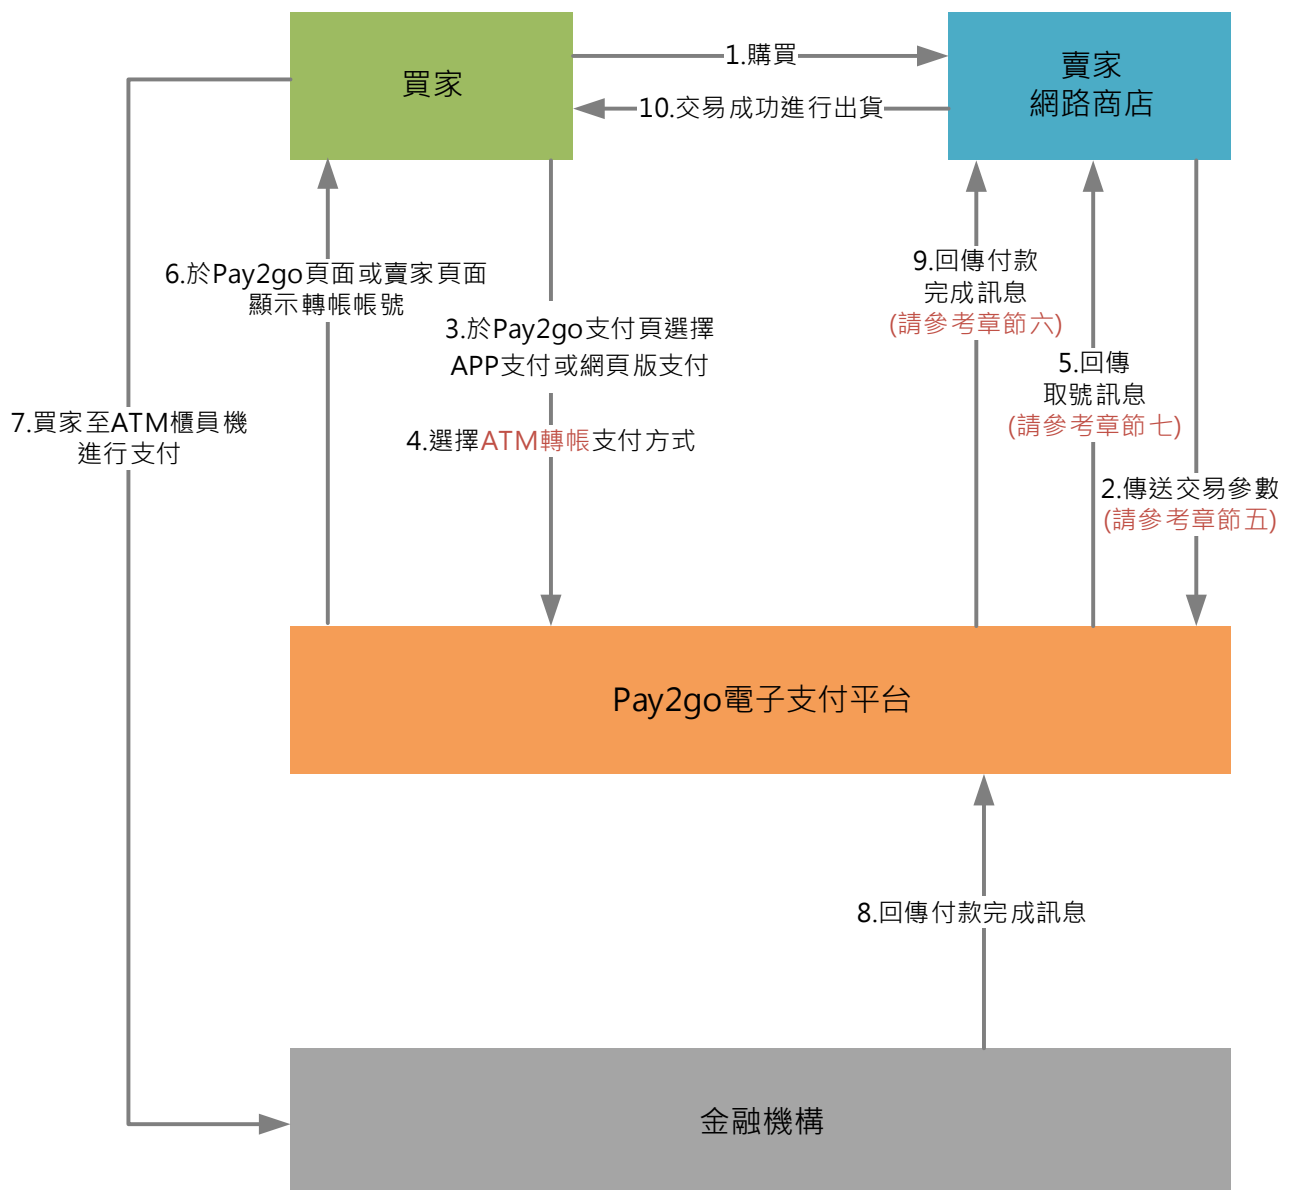 買家
1.購買
賣家
網路商店
10.交易成功進行出貨
6.於Pay2go頁面或賣家頁面
顯示轉帳帳號
9.回傳付款
完成訊息
(請參考章節六)
3.於Pay2go支付頁選擇
APP支付或網頁版支付
5.回傳
取號訊息
(請參考章節七)
7.買家至ATM櫃員機
進行支付
4.選擇ATM轉帳支付方式
2.傳送交易參數
(請參考章節五)
Pay2go電子支付平台
8.回傳付款完成訊息
金融機構